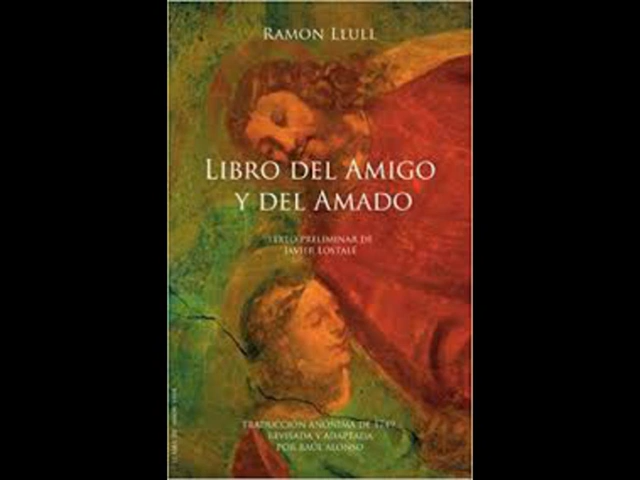 RAMON LLULL
LIBRO DEL AMIGO
Y DEL AMADO
TEXTO PRELIMINAR DE
JAVIER LOSTALÉ
TRADUCCIÓN ANÓNIMA DE 1749
REVISADA Y ADAPTADA
POR RAÚL ALONSO